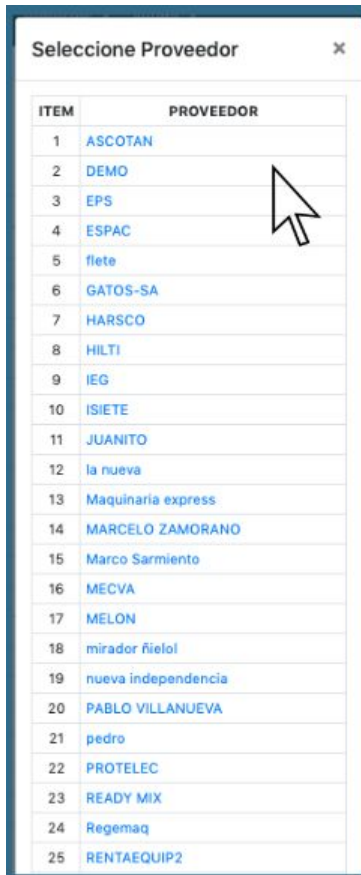 Seleccione Proveedor ×
ITEM PROVEEDOR
1 ASCOTAN
2 DEMO
3 EPS
4 ESPAC
5 flete
6 GATOS-SA
7 HARSCO
8 HILTI
9 IEG
10 ISIETE
11 JUANITO
12 la nueva
13 Maquinaria express
14 MARCELO ZAMORANO
15 Marco Sarmiento
16 MECVA
17 MELON
18 mirador ñielol
19 nueva independencia
20 PABLO VILLANUEVA
21 pedro
22 PROTELEC
23 READY MIX
24 Regemaq
25 RENTAEQUIP2